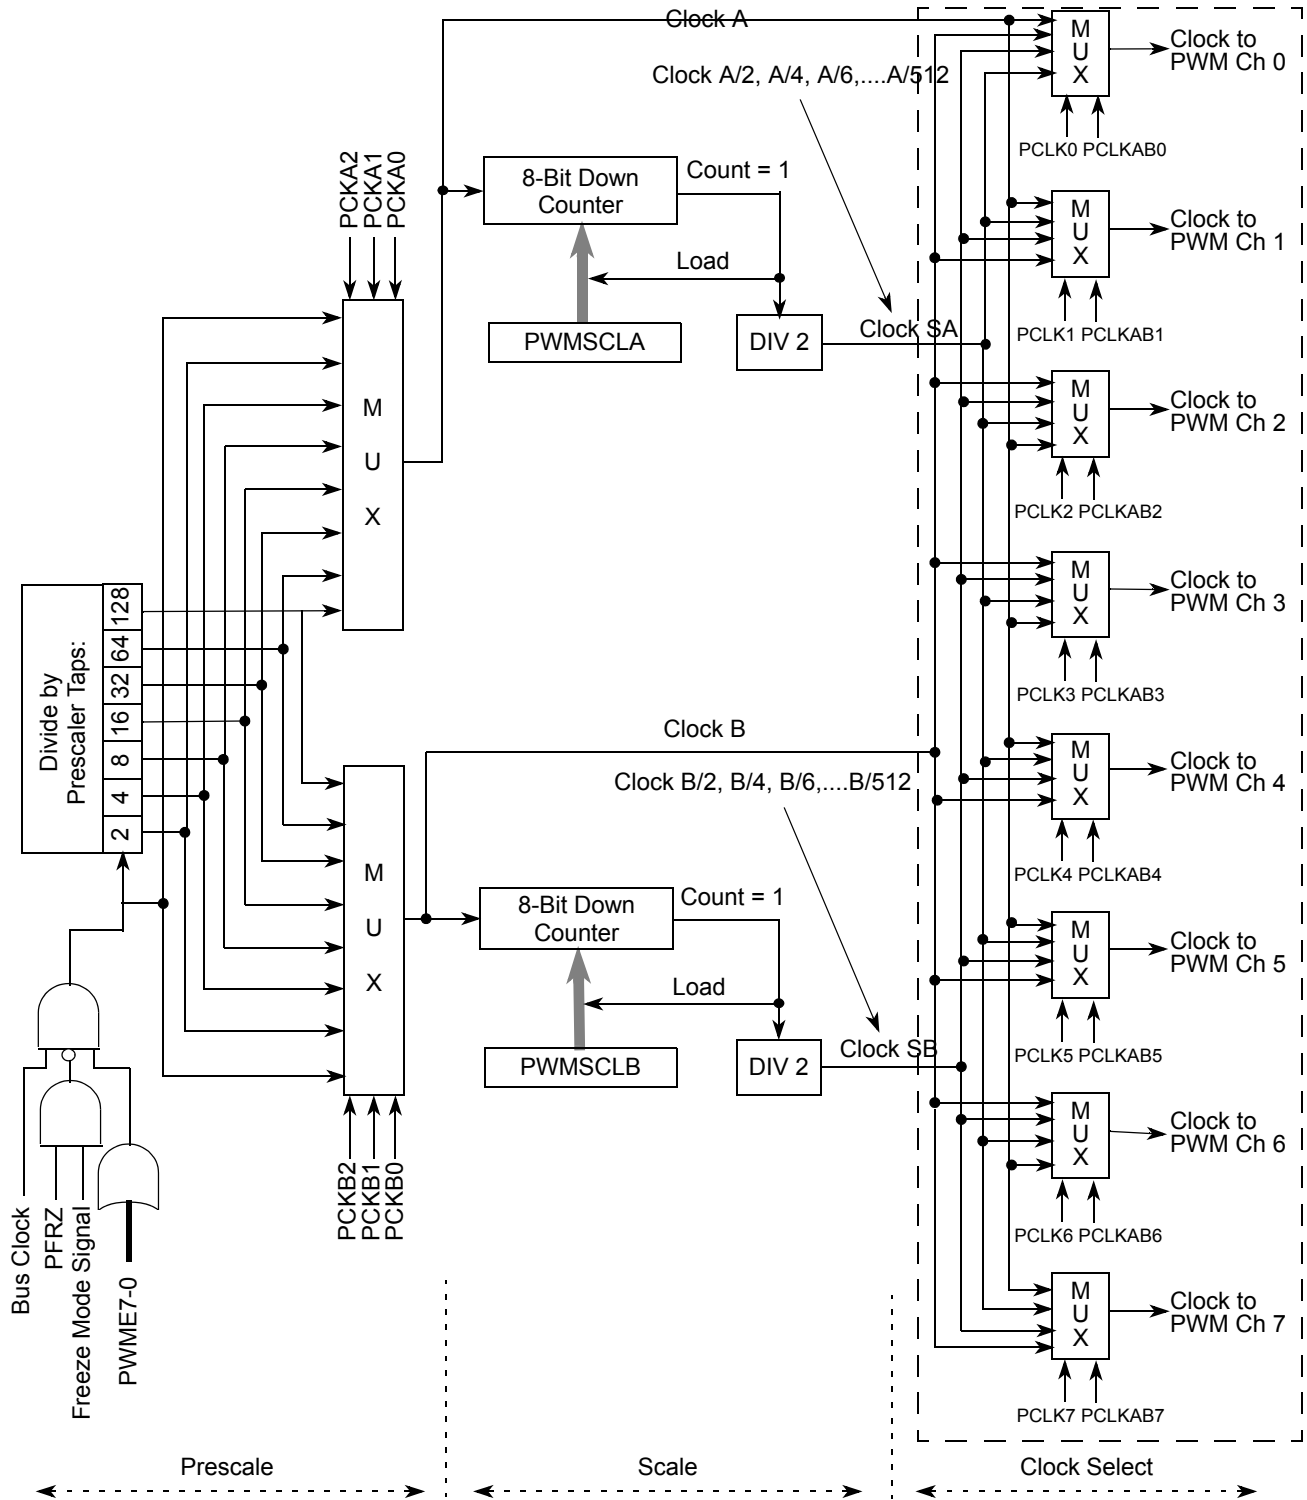 Clock A
Clock A/2, A/4, A/6,....A/512
PCKA2
PCKA1
PCKA0
8-Bit Down
Counter
Count = 1
Load
PWMSCLA
DIV 2
Clock SA
M
U
X
Divide by
Prescaler Taps:
128
64
32
16
8
4
2
Clock B
Clock B/2, B/4, B/6,....B/512
M
U
X
8-Bit Down
Counter
Count = 1
Load
PWMSCLB
DIV 2
Clock SB
PCKB2
PCKB1
PCKB0
Bus Clock
PFRZ
Freeze Mode Signal
PWME7-0
M
U
X
Clock to
PWM Ch 0
PCLK0 PCLKAB0
M
U
X
Clock to
PWM Ch 1
PCLK1 PCLKAB1
M
U
X
Clock to
PWM Ch 2
PCLK2 PCLKAB2
M
U
X
Clock to
PWM Ch 3
PCLK3 PCLKAB3
M
U
X
Clock to
PWM Ch 4
PCLK4 PCLKAB4
M
U
X
Clock to
PWM Ch 5
PCLK5 PCLKAB5
M
U
X
Clock to
PWM Ch 6
PCLK6 PCLKAB6
M
U
X
Clock to
PWM Ch 7
PCLK7 PCLKAB7
Prescale
Scale
Clock Select